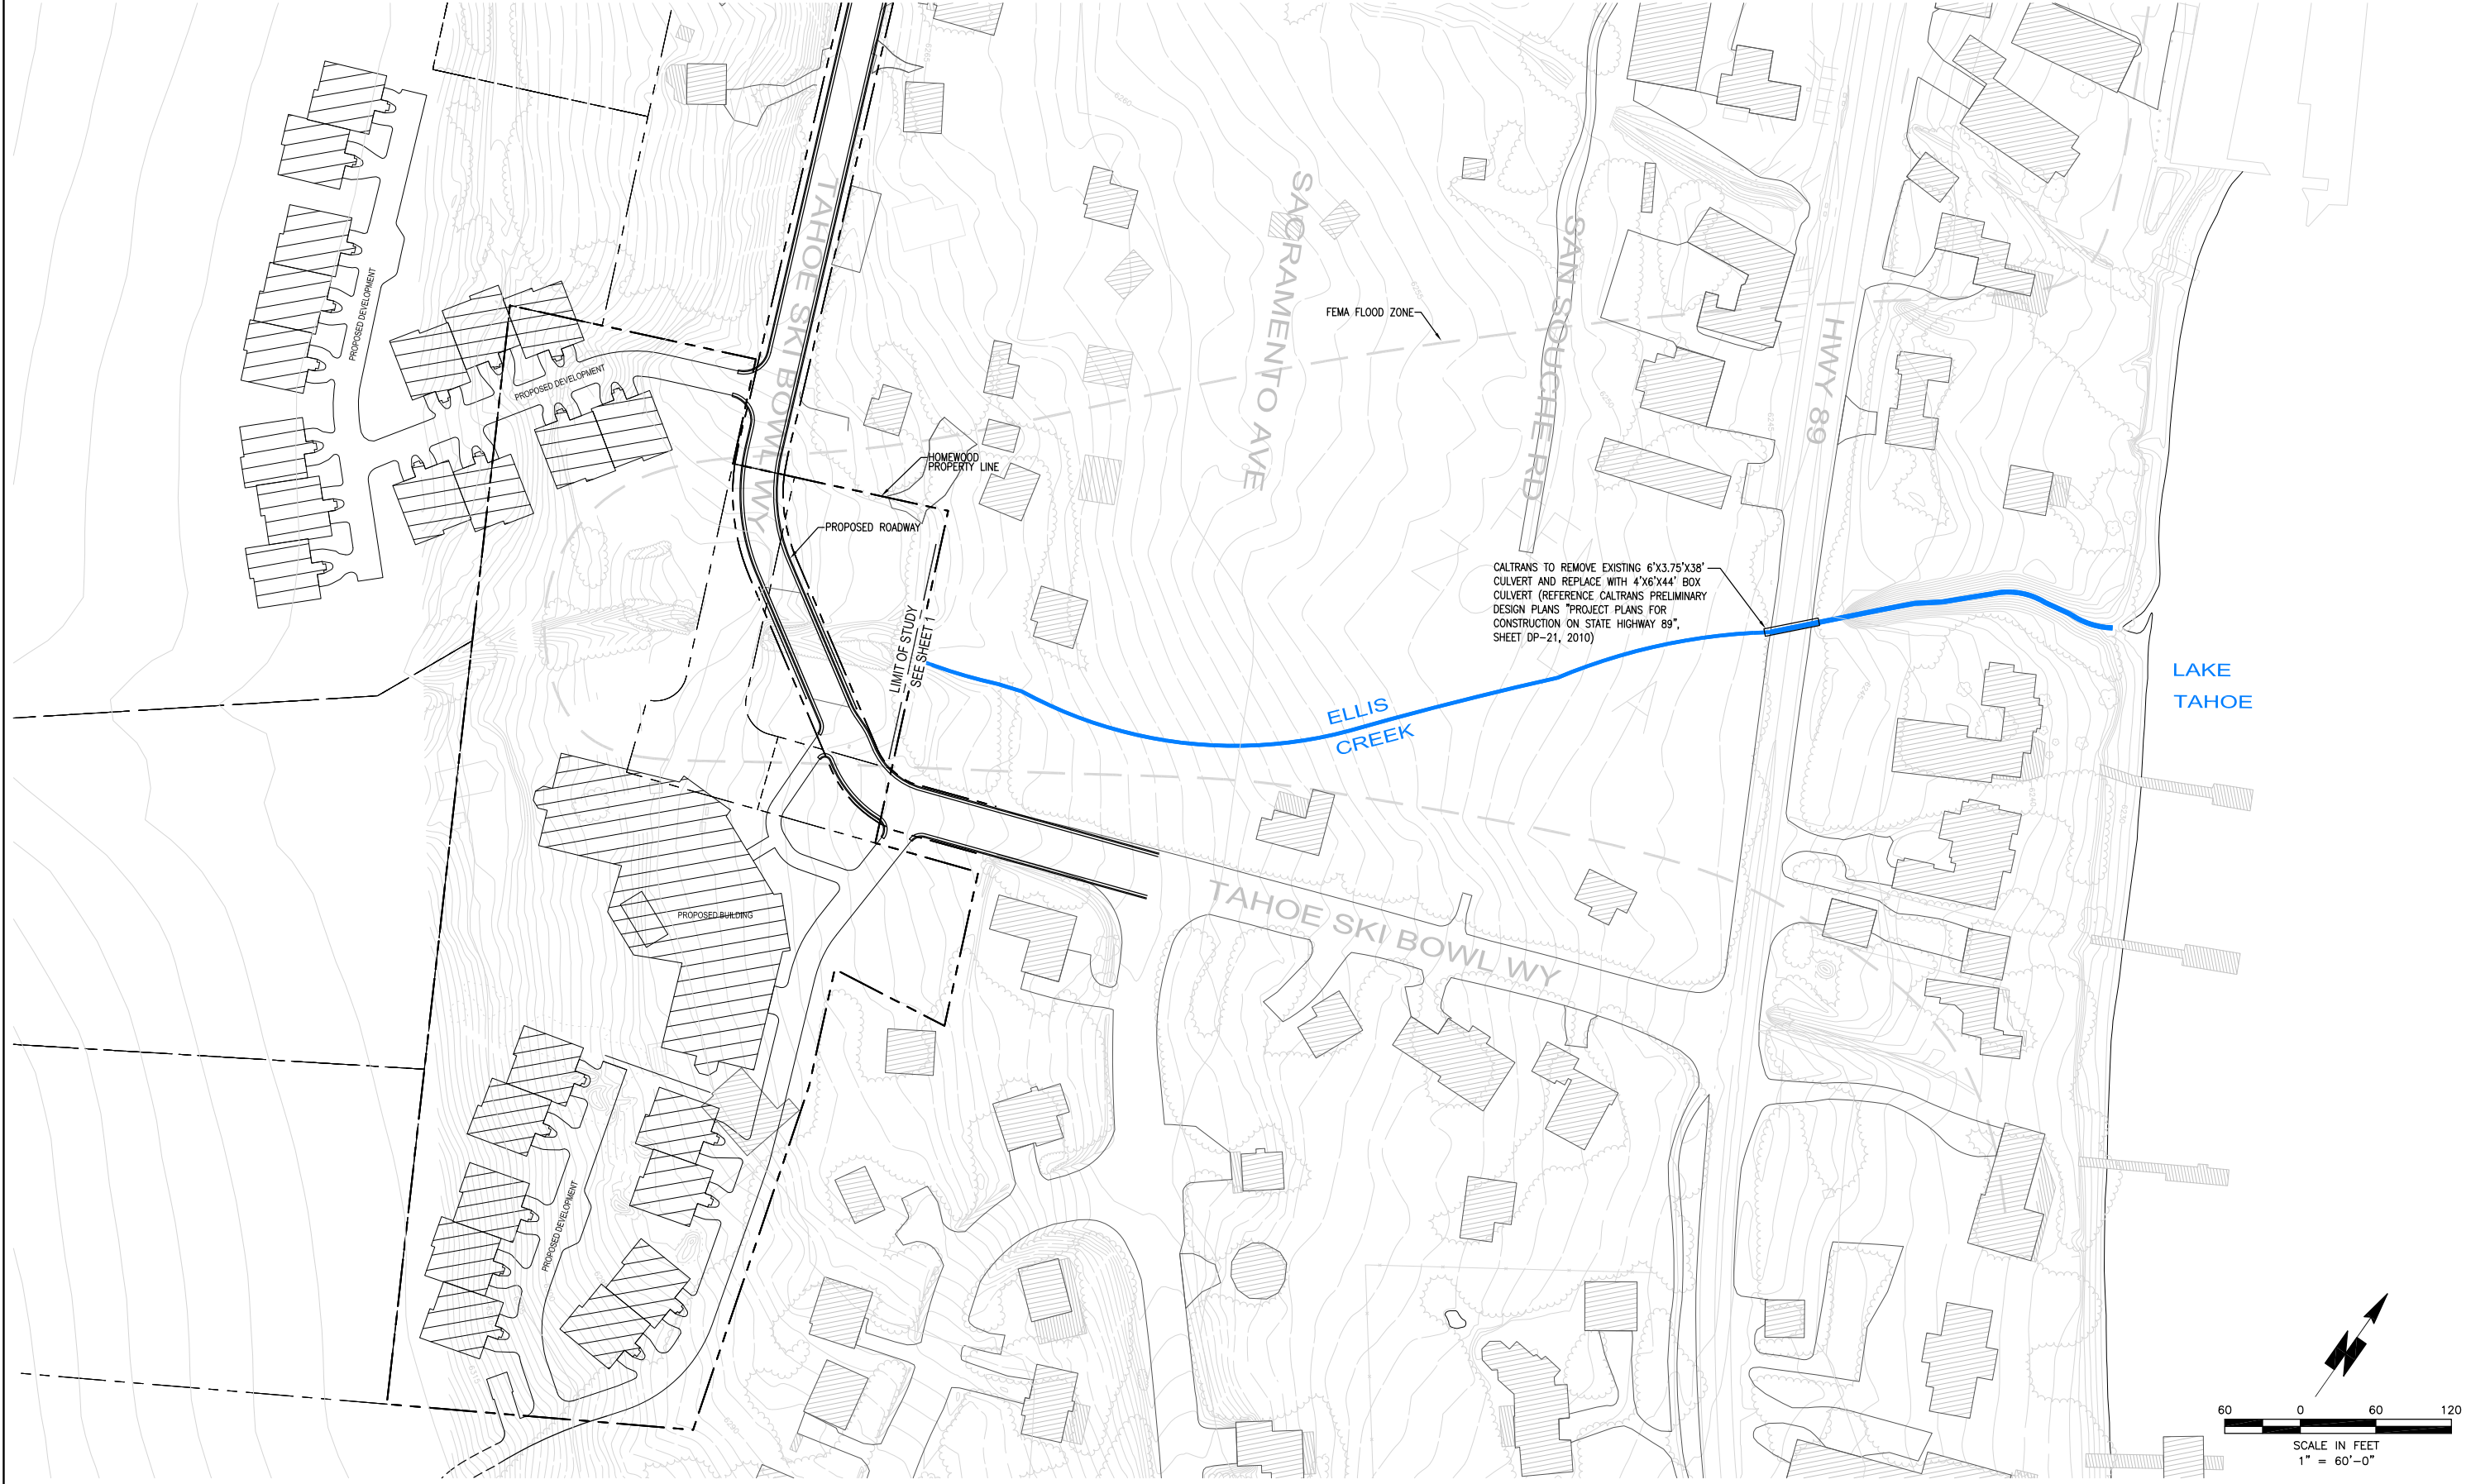 TAHOE SKI BOWL WY
SACRAMENTO AVE
SAN SOUCHE RD
HWY 89
FEMA FLOOD ZONE
PROPOSED DEVELOPMENT
PROPOSED DEVELOPMENT
HOMEWOOD
PROPERTY LINE
PROPOSED ROADWAY
LIMIT OF STUDY
SEE SHEET 1
CALTRANS TO REMOVE EXISTING 6'X3.75'X38'
CULVERT AND REPLACE WITH 4'X6'X44' BOX
CULVERT (REFERENCE CALTRANS PRELIMINARY
DESIGN PLANS "PROJECT PLANS FOR
CONSTRUCTION ON STATE HIGHWAY 89",
SHEET DP-21, 2010)
ELLIS
CREEK
LAKE
TAHOE
PROPOSED BUILDING
TAHOE SKI BOWL WY
PROPOSED DEVELOPMENT
60 0 60 120
SCALE IN FEET
1" = 60'-0"